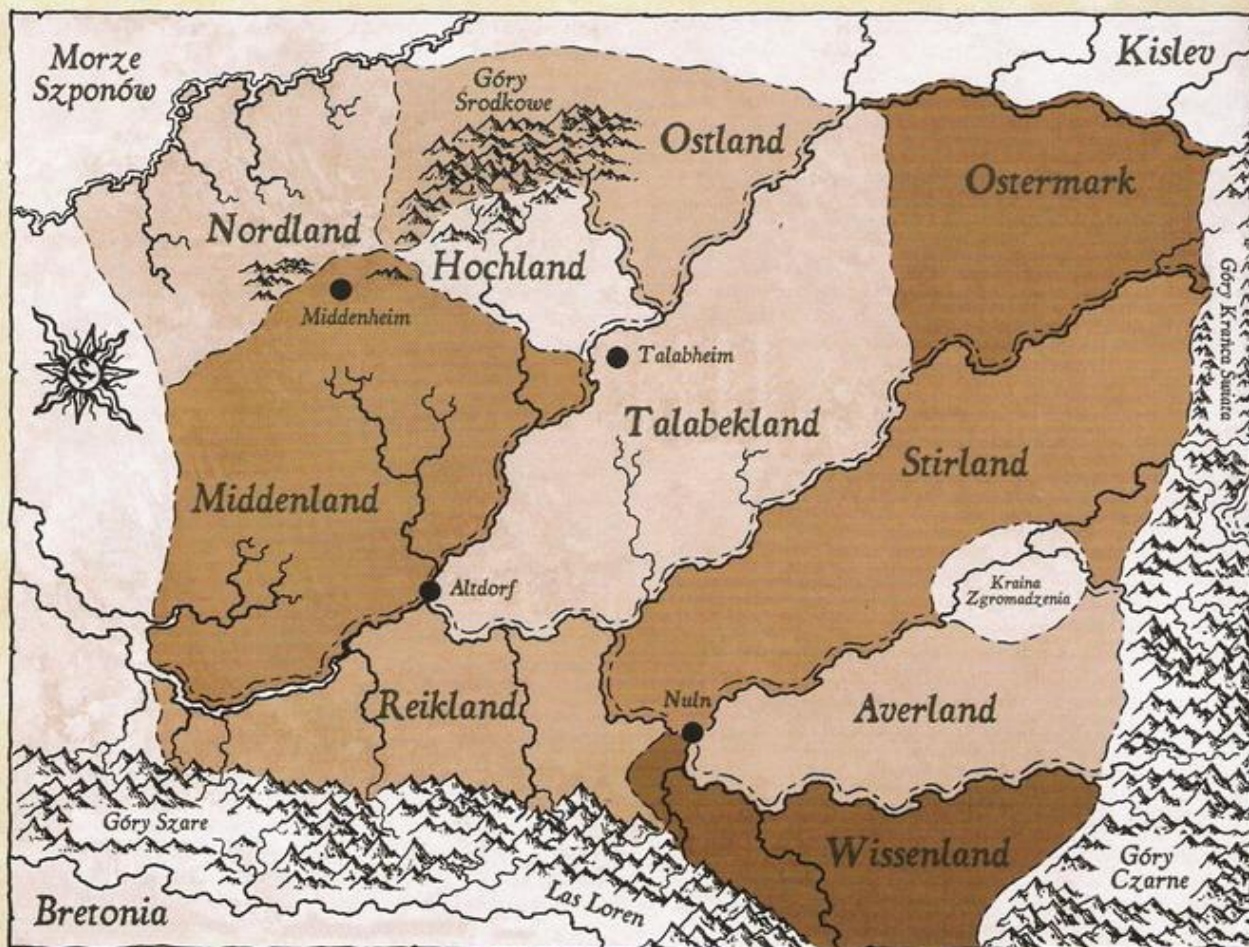 Morze
Szponów
Kislev
Góry
Srodkowe
Ostland
Ostermark
Nordland
Hochland
Middenheim
Talabheim
Góry Krańca Świata
Talabekland
Stirland
Middenland
Altdorf
Kraina
Zgromadzenia
Reikland
Nuln
Averland
Góry Szare
Wissenland
Góry
Czarne
Las Loren
Bretonia